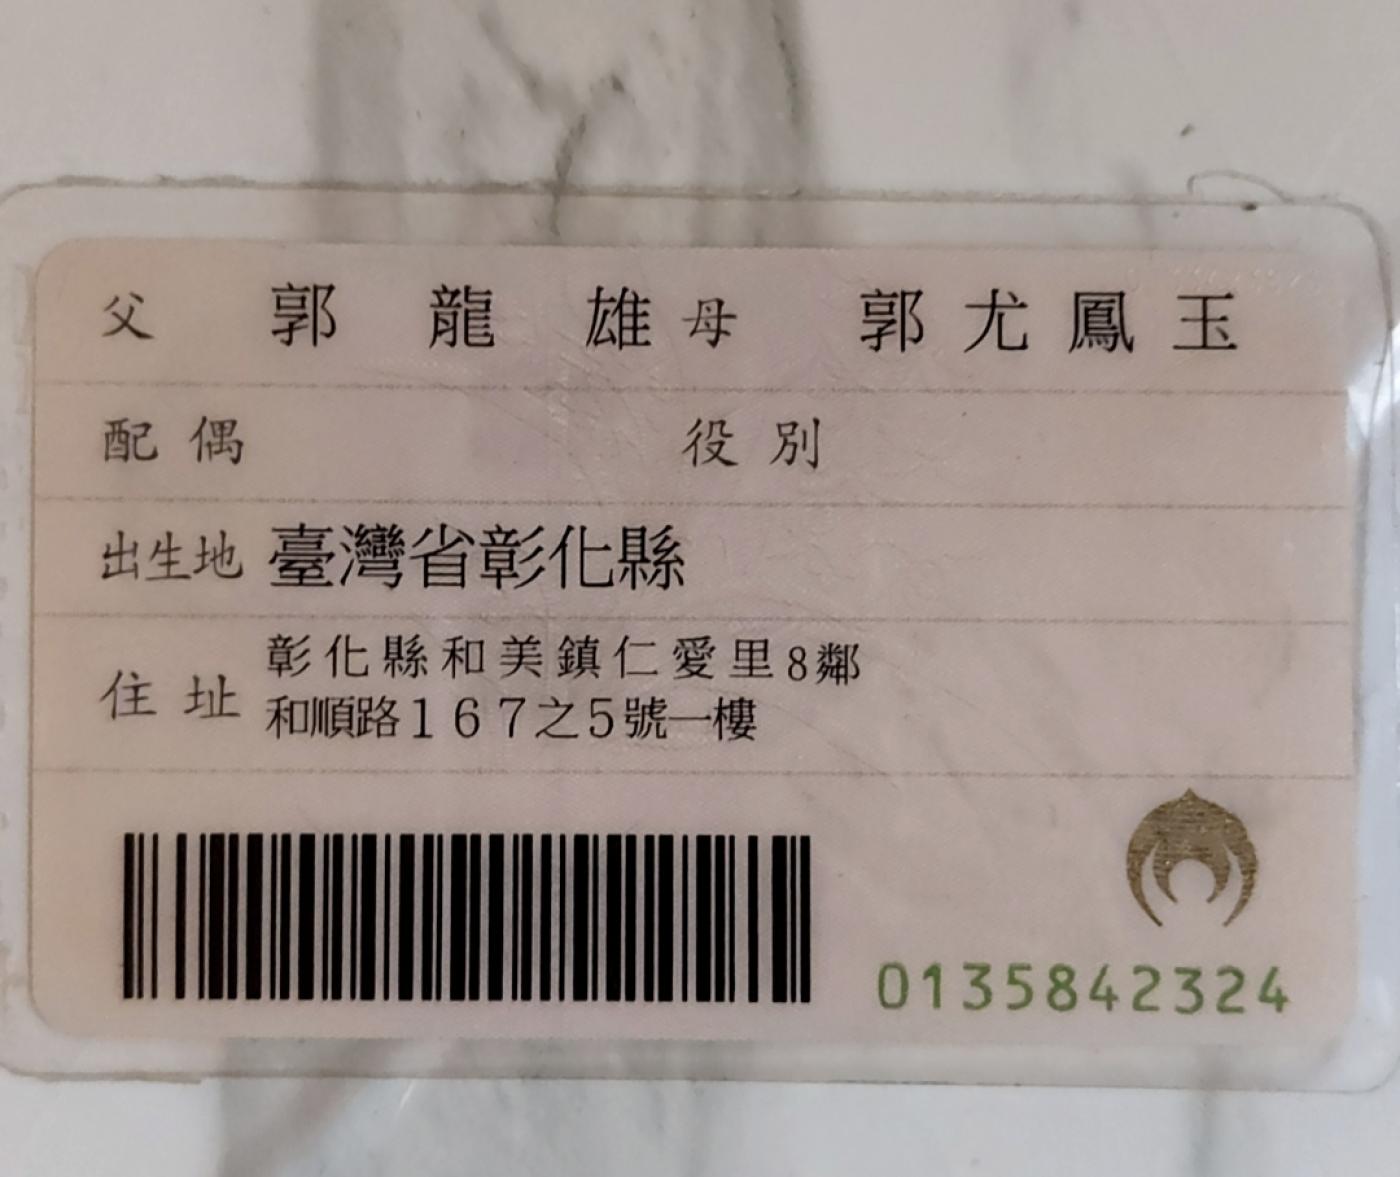 父 郭龍雄 母 郭尤鳳玉
配偶 役別
出生地 臺灣省彰化縣
住址 彰化縣和美鎮仁愛里8鄰
和順路167之5號一樓
0135842324